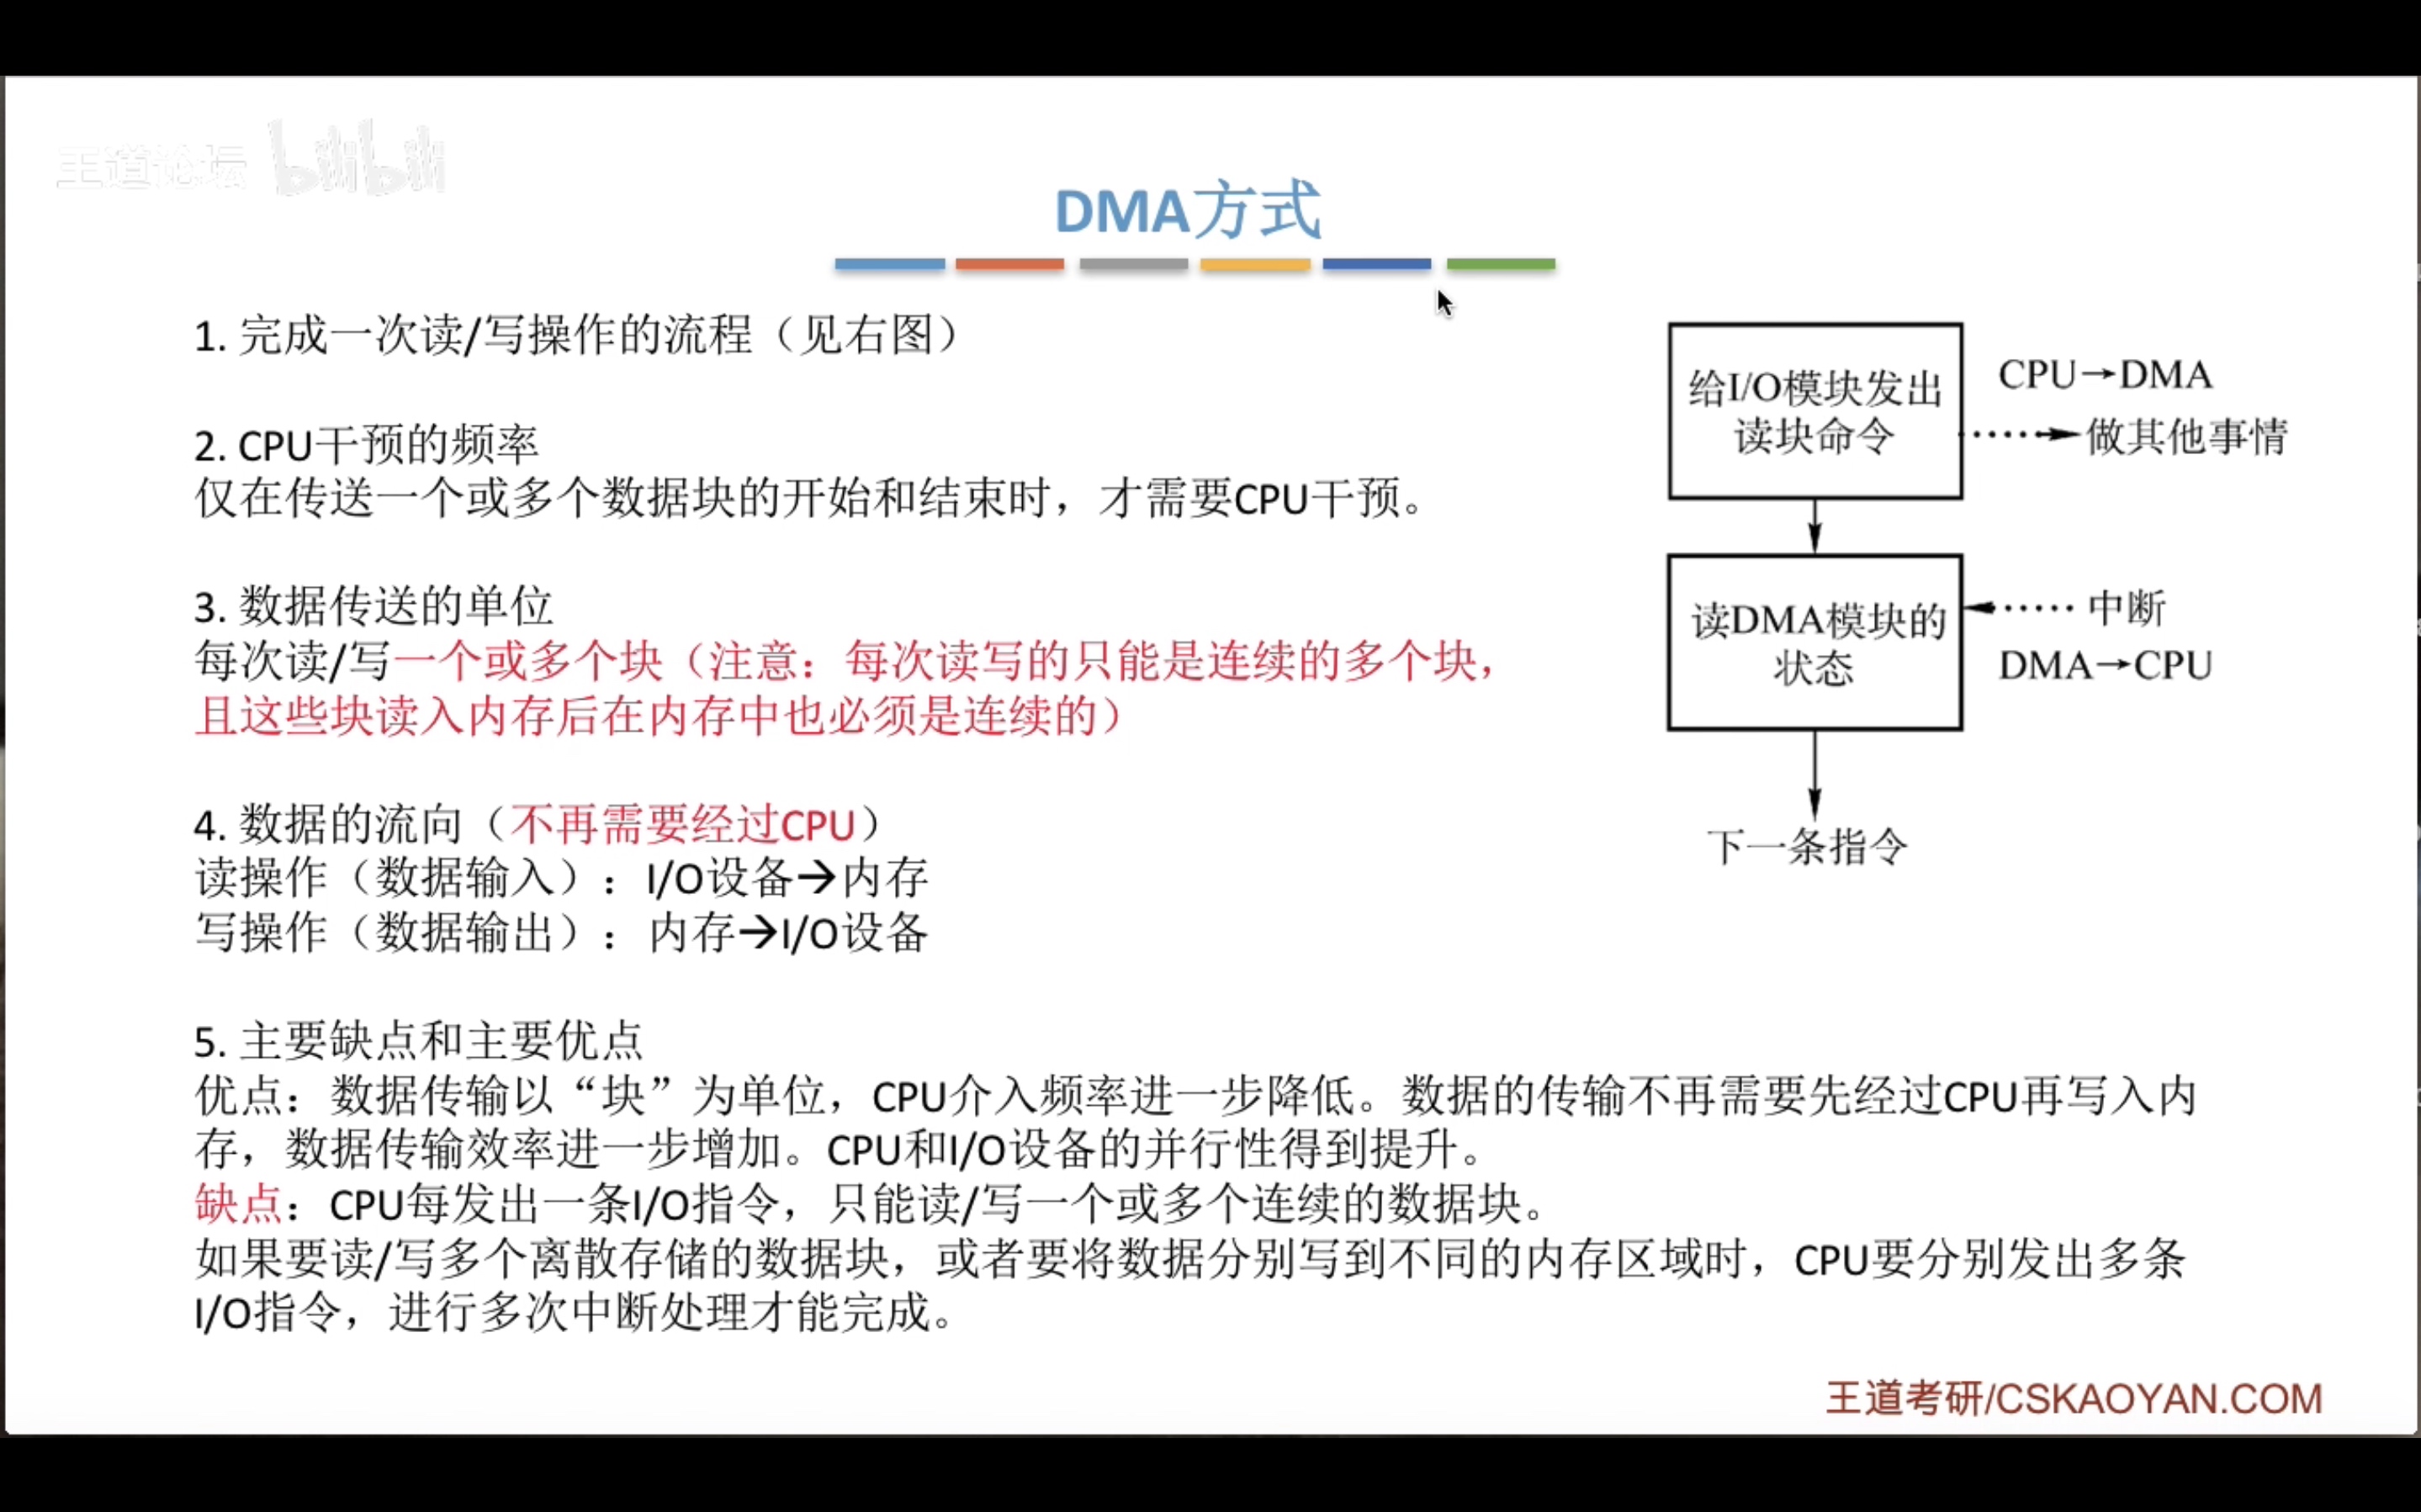 王道论坛 bilibili
DMA方式
1. 完成一次读/写操作的流程（见右图）
2. CPU干预的频率
仅在传送一个或多个数据块的开始和结束时，才需要CPU干预。
3. 数据传送的单位
每次读/写一个或多个块（注意：每次读写的只能是连续的多个块，
且这些块读入内存后在内存中也必须是连续的）
4. 数据的流向（不再需要经过CPU）
读操作（数据输入）：I/O设备→内存
写操作（数据输出）：内存→I/O设备
5. 主要缺点和主要优点
优点：数据传输以“块”为单位，CPU介入频率进一步降低。数据的传输不再需要先经过CPU再写入内
存，数据传输效率进一步增加。CPU和I/O设备的并行性得到提升。
缺点：CPU每发出一条I/O指令，只能读/写一个或多个连续的数据块。
如果要读/写多个离散存储的数据块，或者要将数据分别写到不同的内存区域时，CPU要分别发出多条
I/O指令，进行多次中断处理才能完成。
给I/O模块发出
读块命令
CPU→DMA
做其他事情
读DMA模块的
状态
中断
DMA→CPU
下一条指令
王道考研/CSKAOYAN.COM